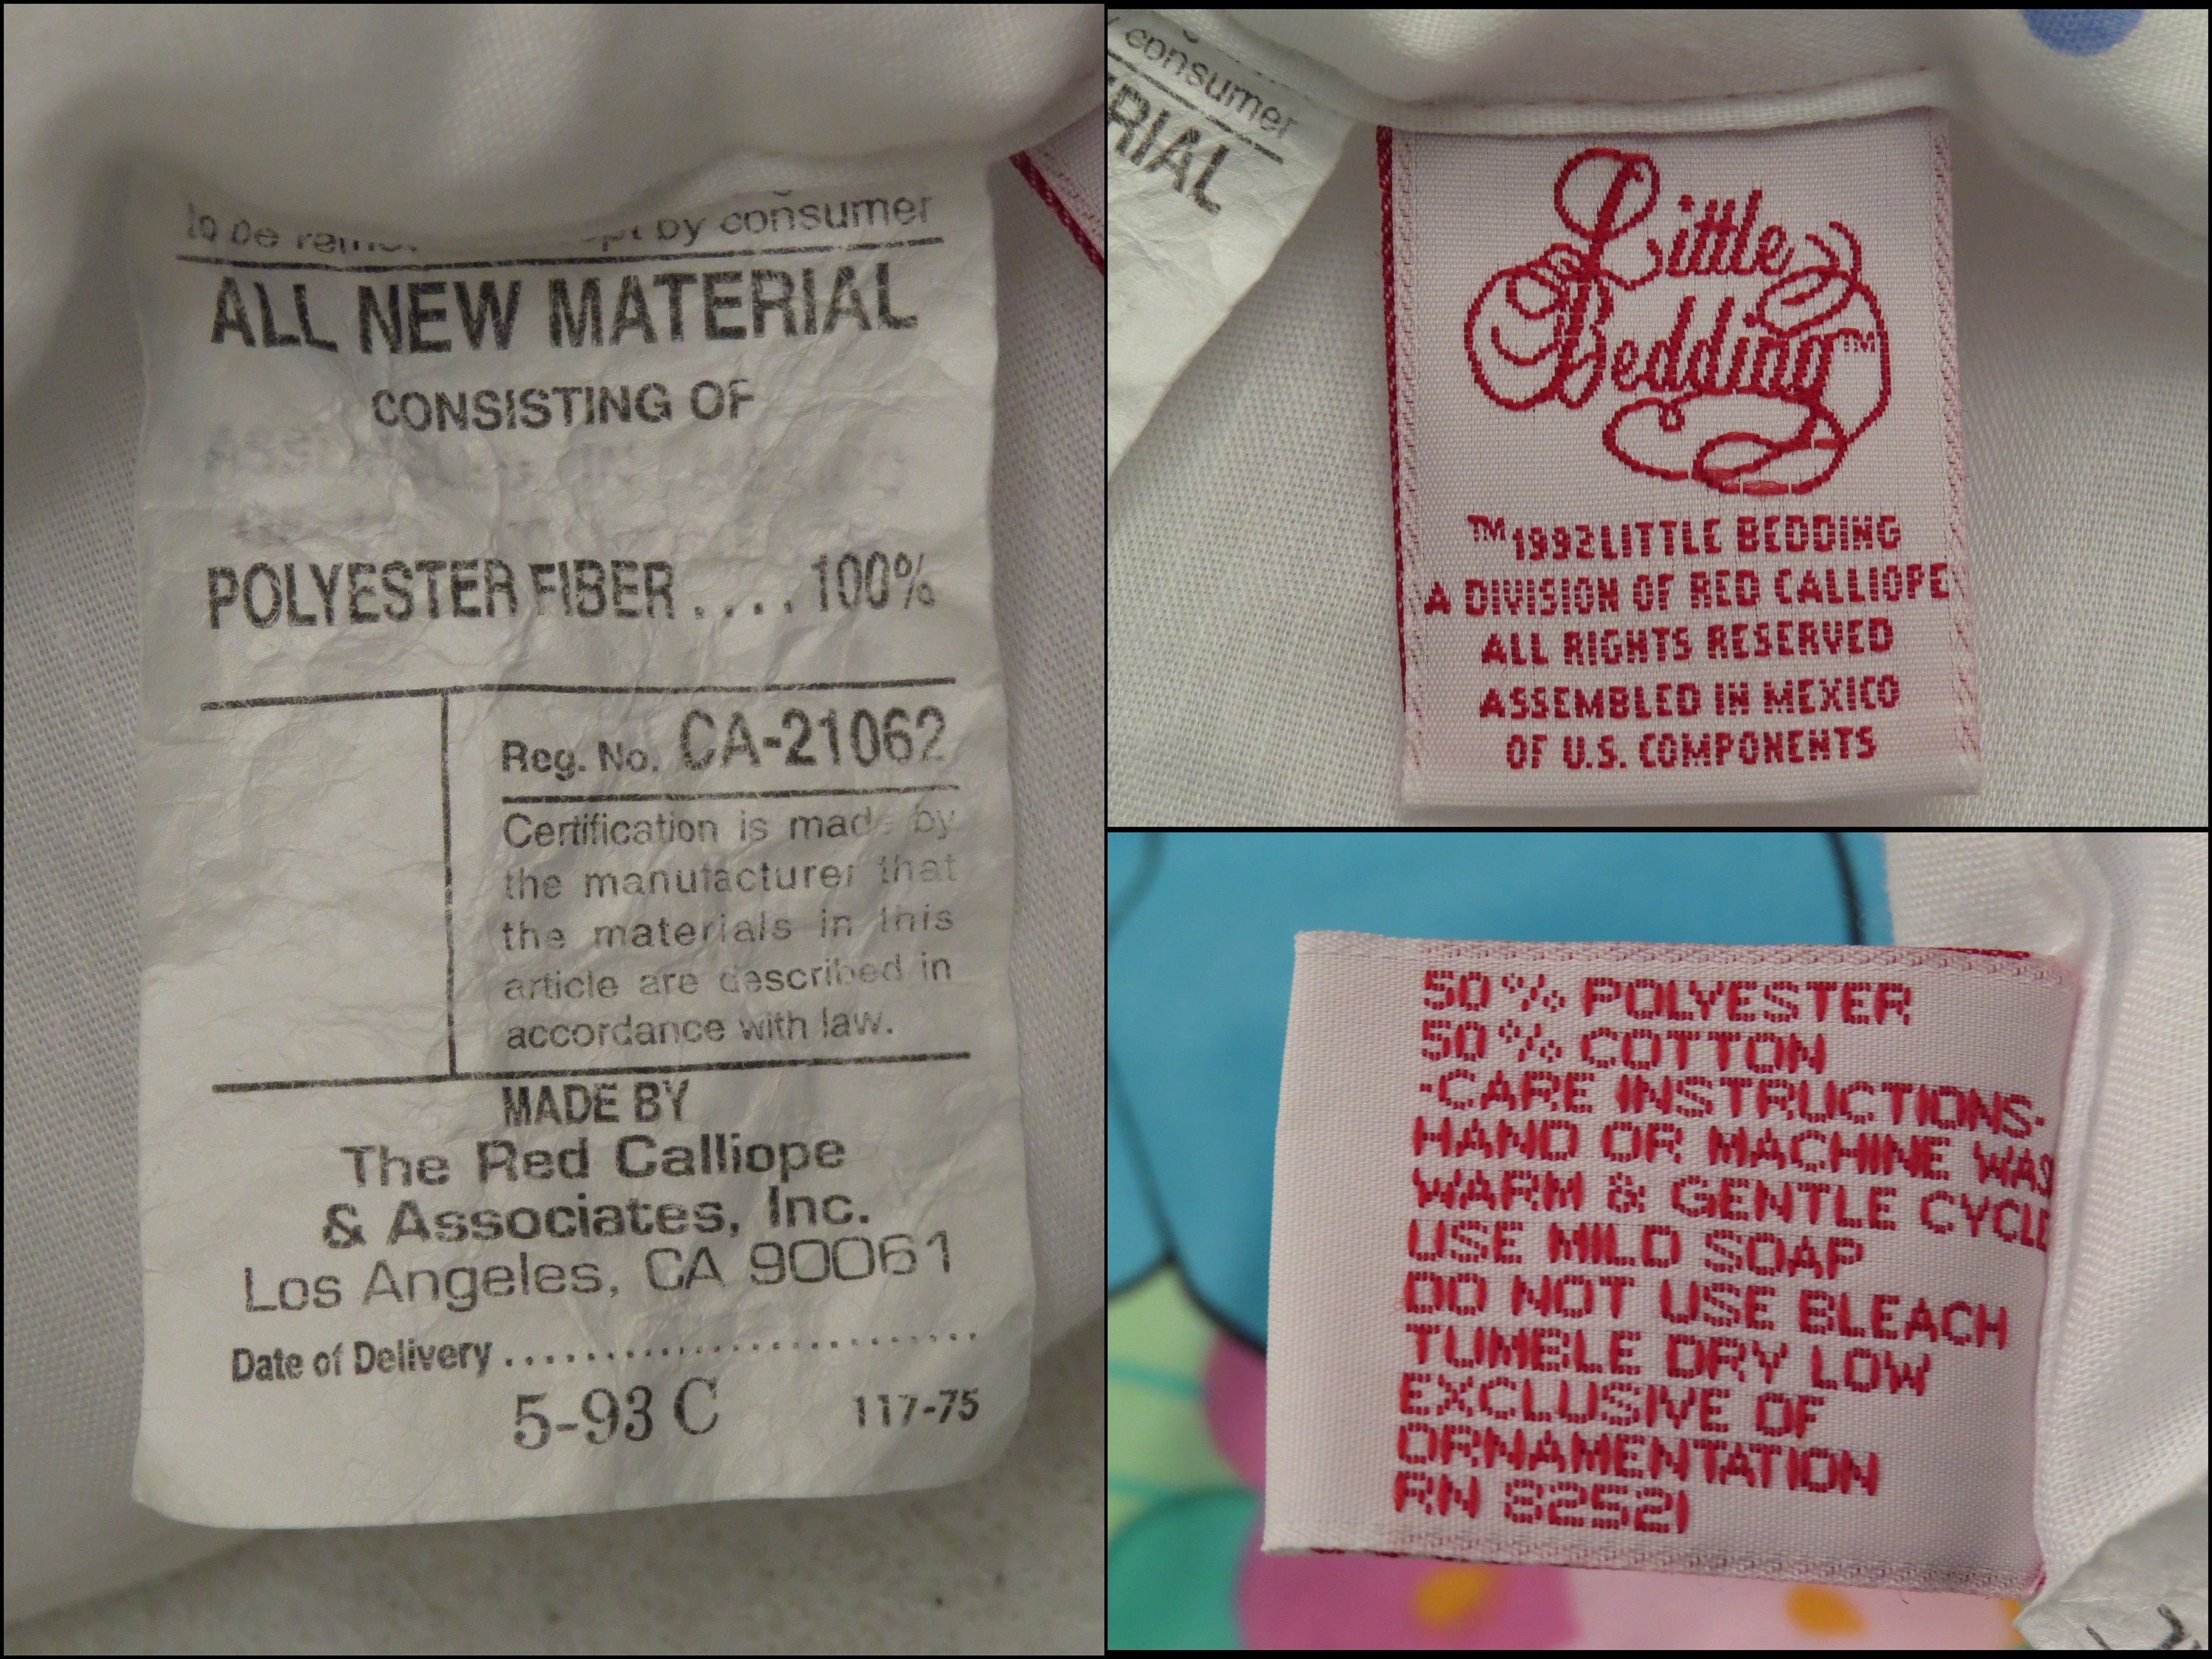 to be by consumer
ALL NEW MATERIAL
CONSISTING OF
POLYESTER FIBER .... 100%
Reg. No. CA-21062
Certification is made by
the manufacturer that
the materials in this
article are described in
accordance with law.
MADE BY
The Red Calliope
& Associates, Inc.
Los Angeles, CA 90061
Date of Delivery ........................
5-93 C 117-75
consumer
RIAL
Little
Bedding™
TM 1992 LITTLE BEDDING
A DIVISION OF RED CALLIOPE
ALL RIGHTS RESERVED
ASSEMBLED IN MEXICO
OF U.S. COMPONENTS
50% POLYESTER
50% COTTON
-CARE INSTRUCTIONS-
HAND OR MACHINE WAS
WARM & GENTLE CYCLE
USE MILD SOAP
DO NOT USE BLEACH
TUMBLE DRY LOW
EXCLUSIVE OF
ORNAMENTATION
RN 82521